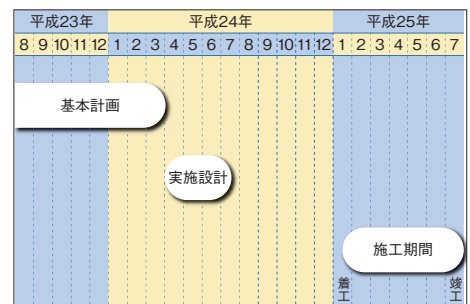 平成23年 平成24年 平成25年
8 9 10 11 12 1 2 3 4 5 6 7 8 9 10 11 12 1 2 3 4 5 6 7
基本計画
実施設計
施工期間
着工 竣工